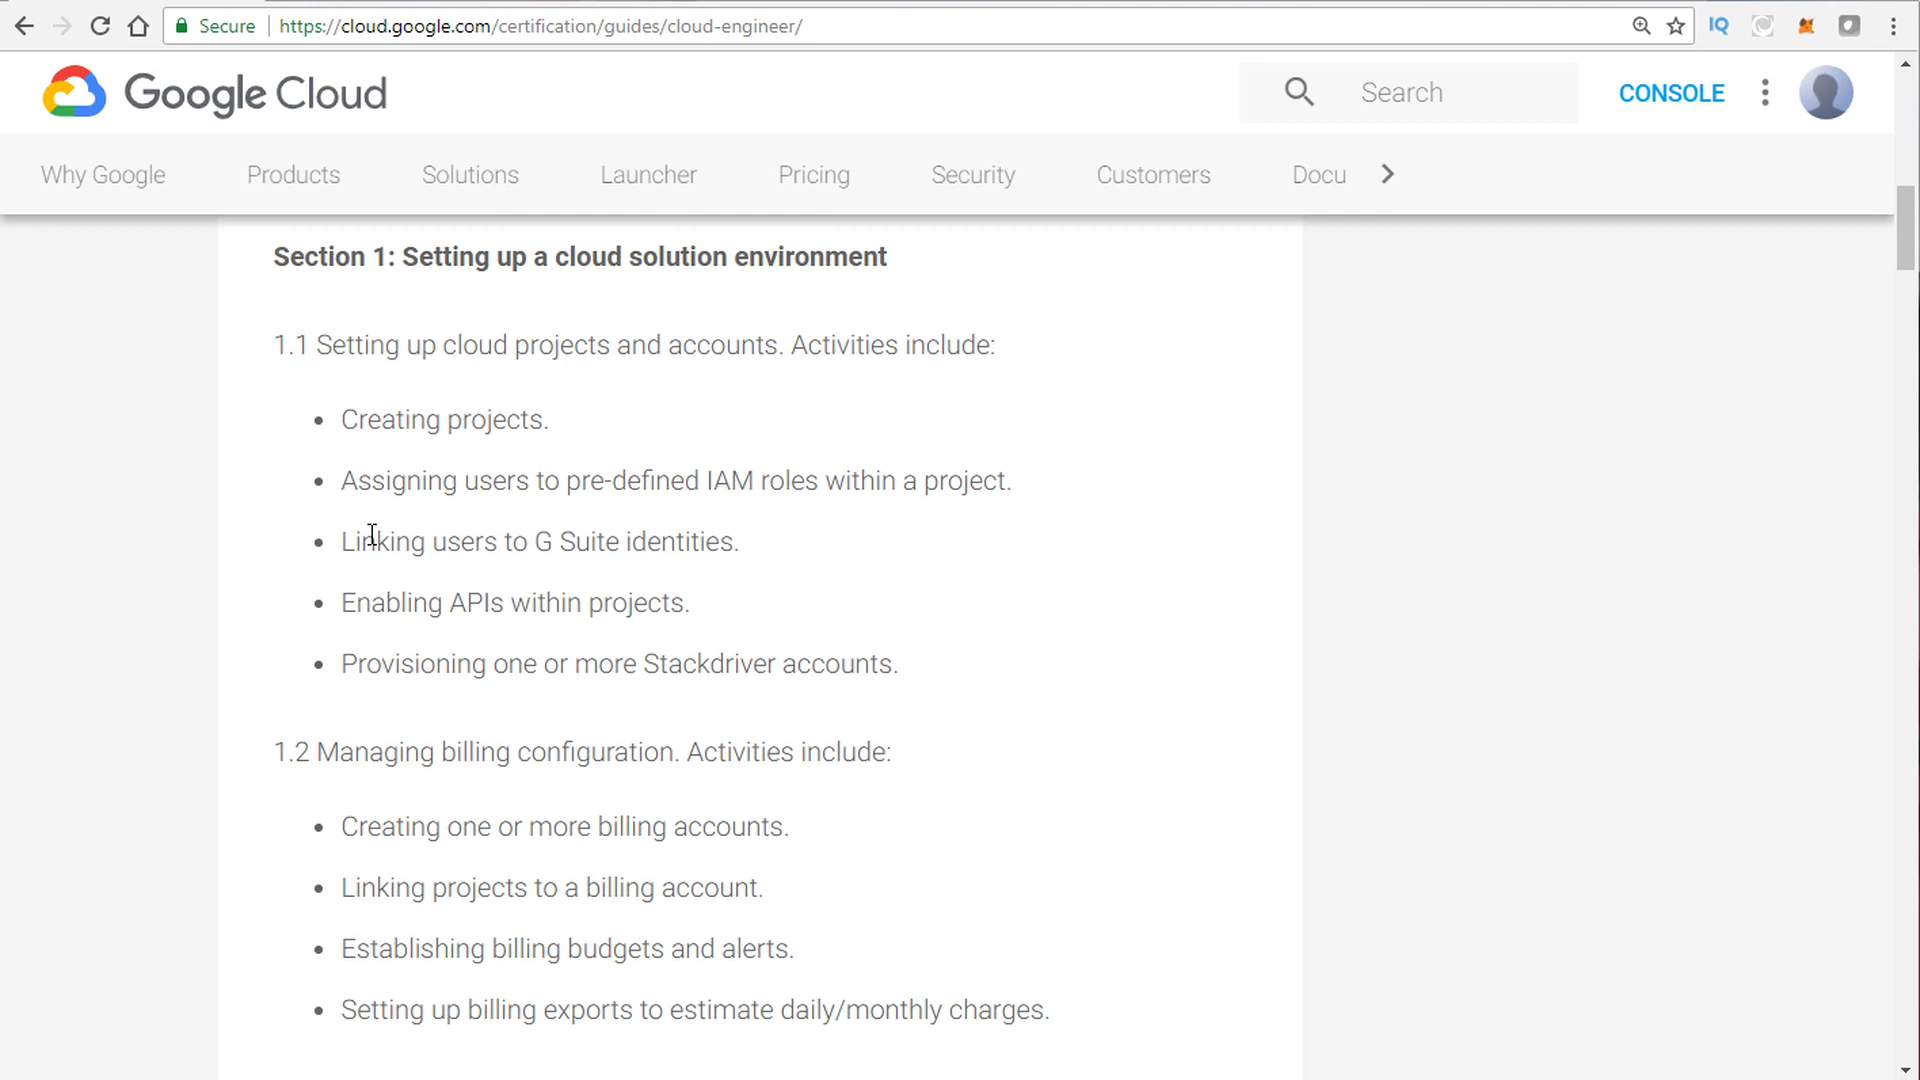 Secure https://cloud.google.com/certification/guides/cloud-engineer/
IQ
Google Cloud
Search
CONSOLE
Why Google Products Solutions Launcher Pricing Security Customers Docu
Section 1: Setting up a cloud solution environment
1.1 Setting up cloud projects and accounts. Activities include:
• Creating projects.
• Assigning users to pre-defined IAM roles within a project.
• Linking users to G Suite identities.
• Enabling APIs within projects.
• Provisioning one or more Stackdriver accounts.
1.2 Managing billing configuration. Activities include:
• Creating one or more billing accounts.
• Linking projects to a billing account.
• Establishing billing budgets and alerts.
• Setting up billing exports to estimate daily/monthly charges.